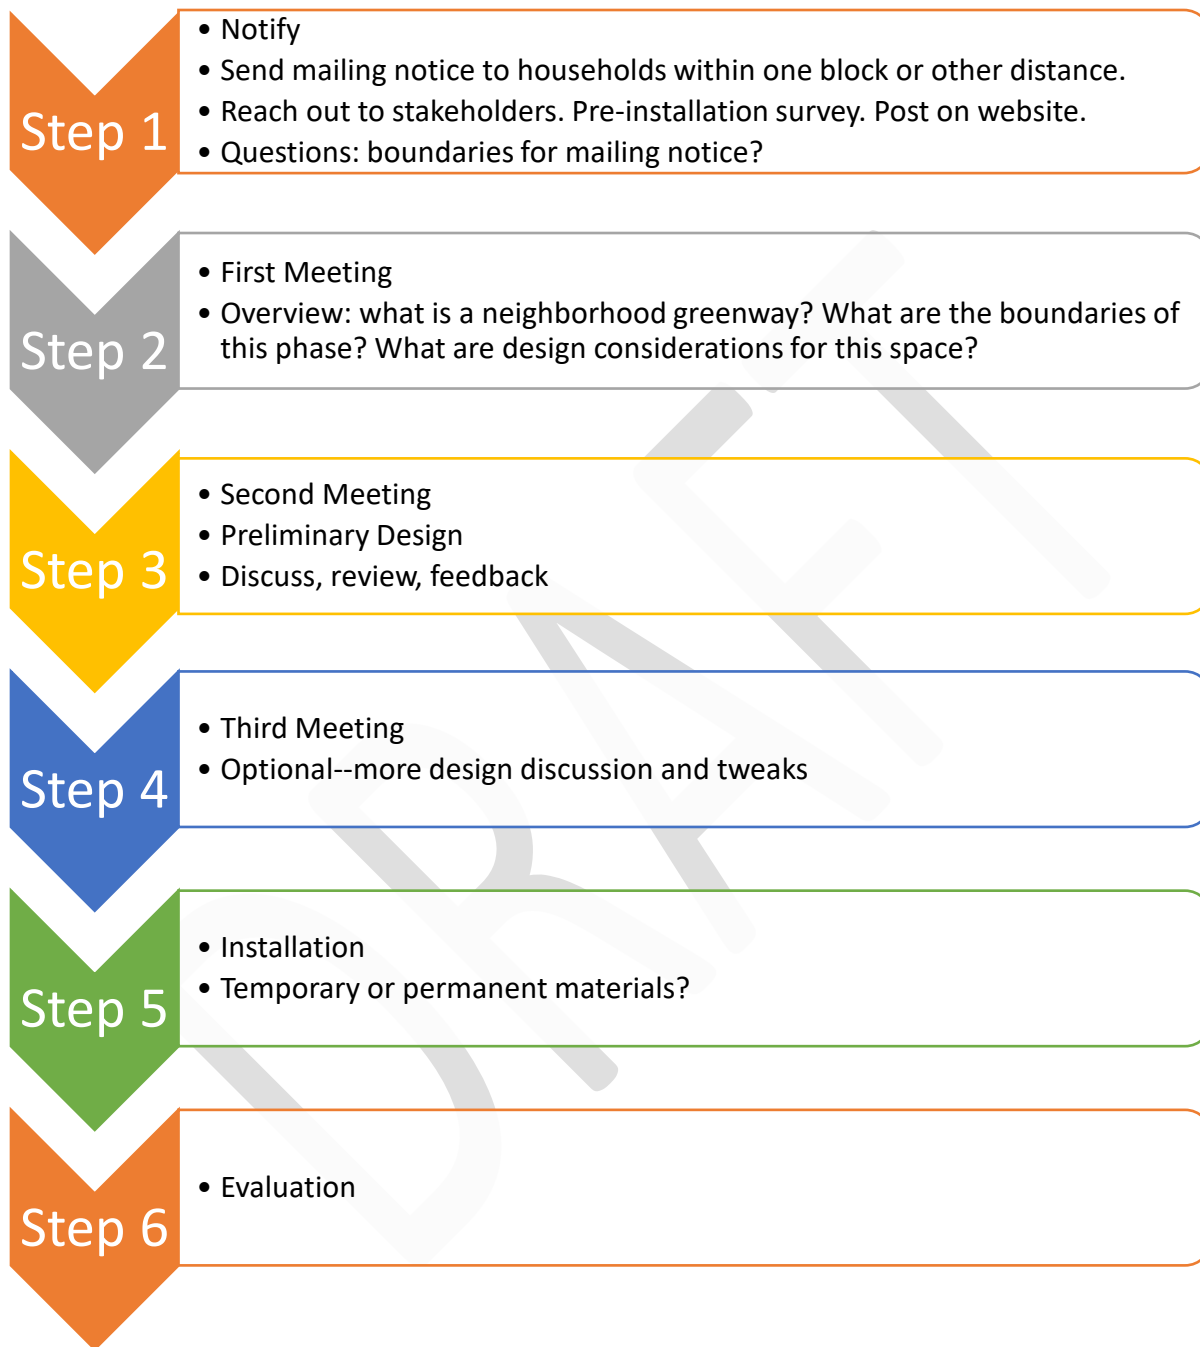 Step 1
• Notify
• Send mailing notice to households within one block or other distance.
• Reach out to stakeholders. Pre-installation survey. Post on website.
• Questions: boundaries for mailing notice?
Step 2
• First Meeting
• Overview: what is a neighborhood greenway? What are the boundaries of
this phase? What are design considerations for this space?
Step 3
• Second Meeting
• Preliminary Design
• Discuss, review, feedback
Step 4
• Third Meeting
• Optional--more design discussion and tweaks
Step 5
• Installation
• Temporary or permanent materials?
Step 6
• Evaluation
DRAFT